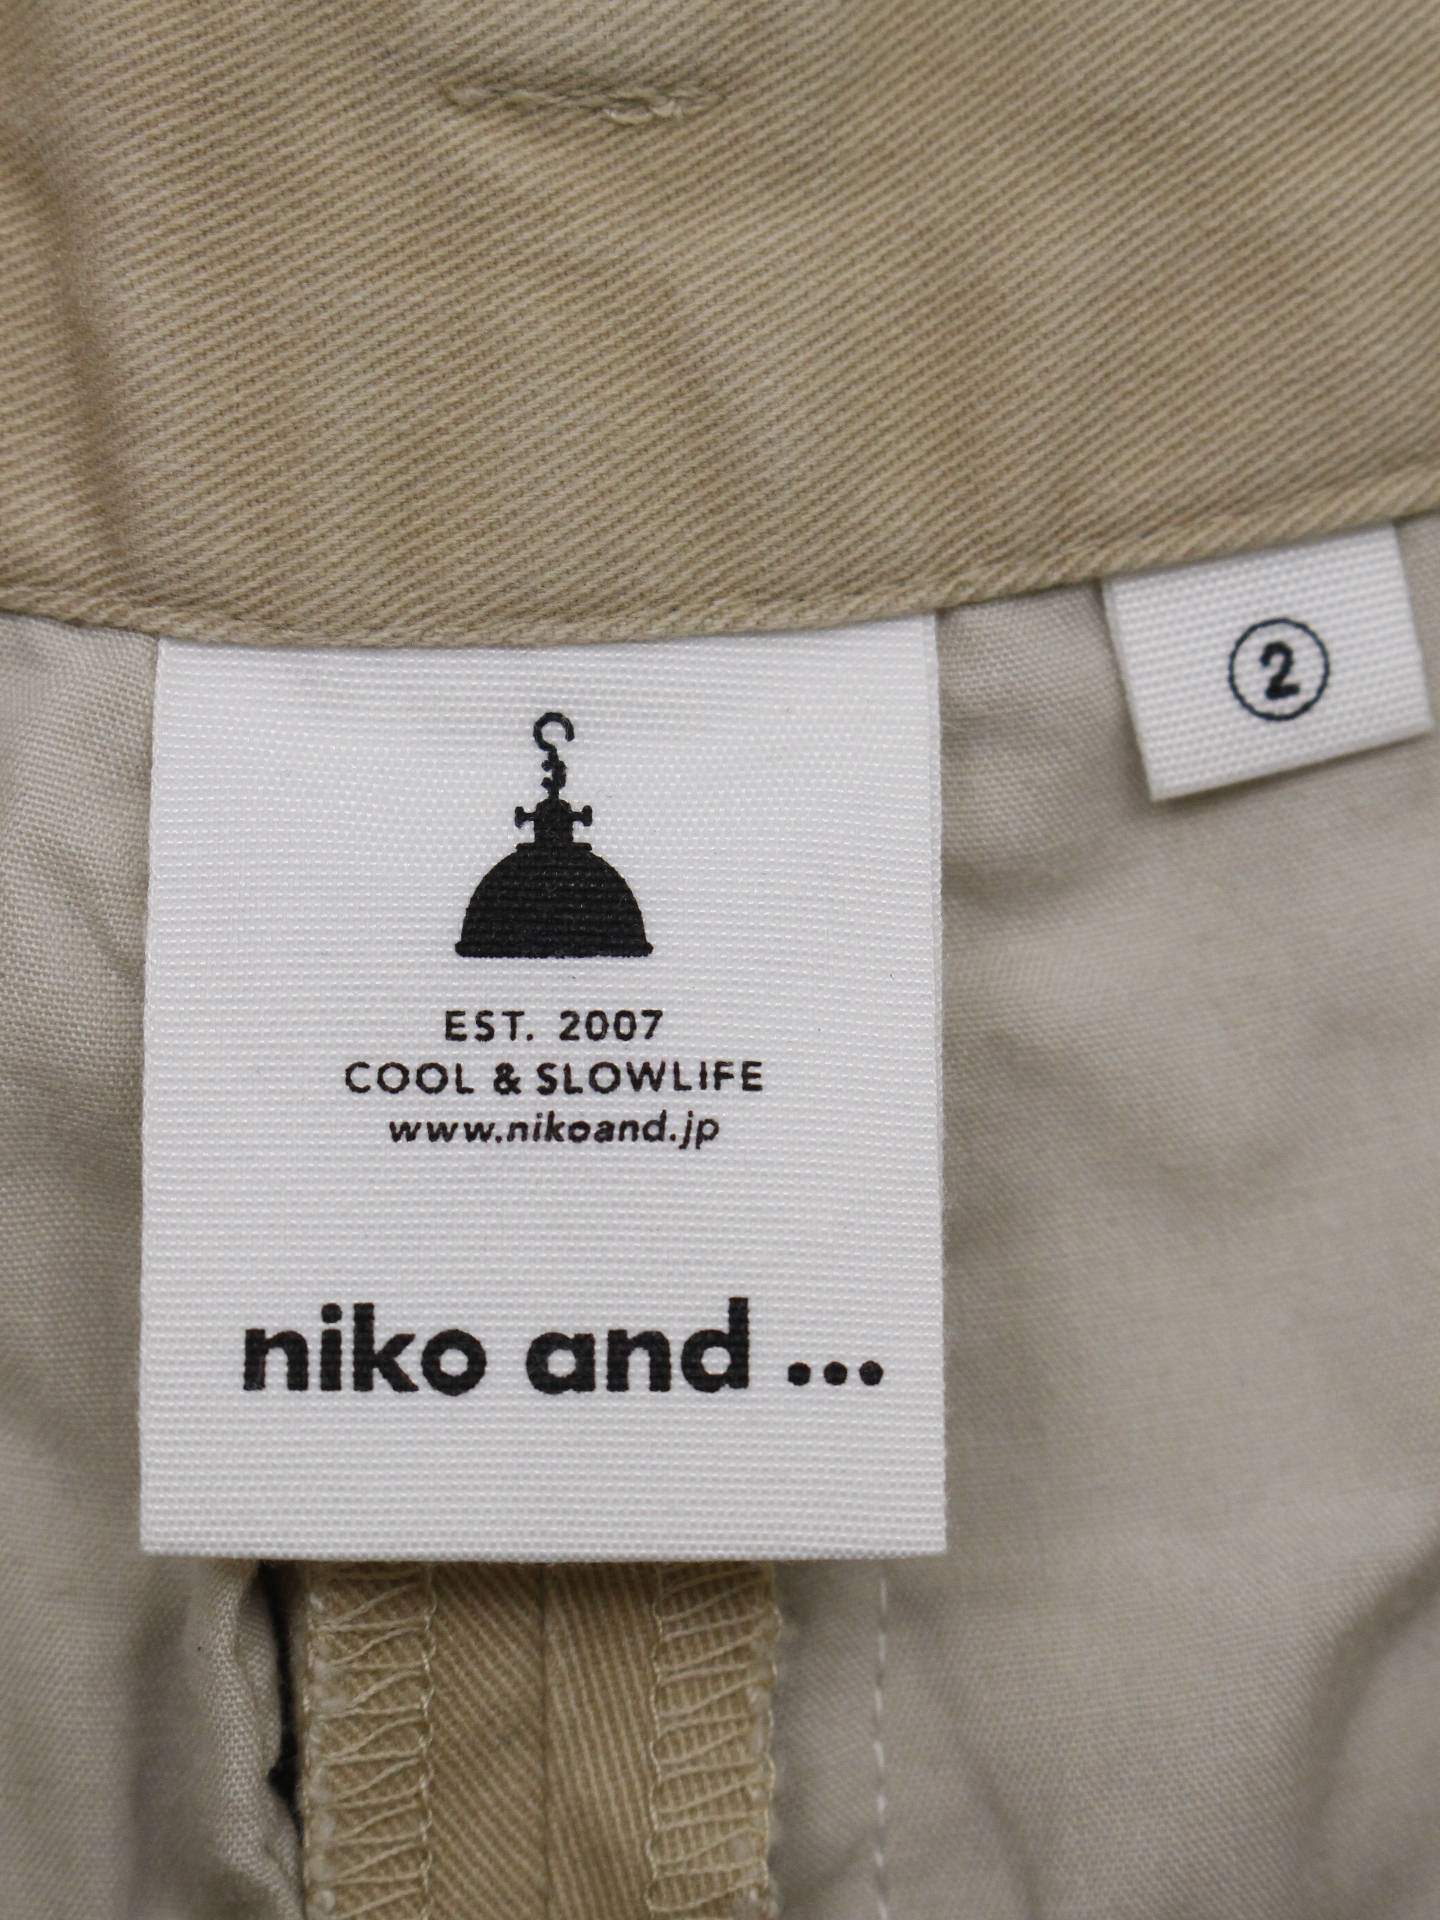 ②
EST. 2007
COOL & SLOWLIFE
www.nikoand.jp
niko and ...